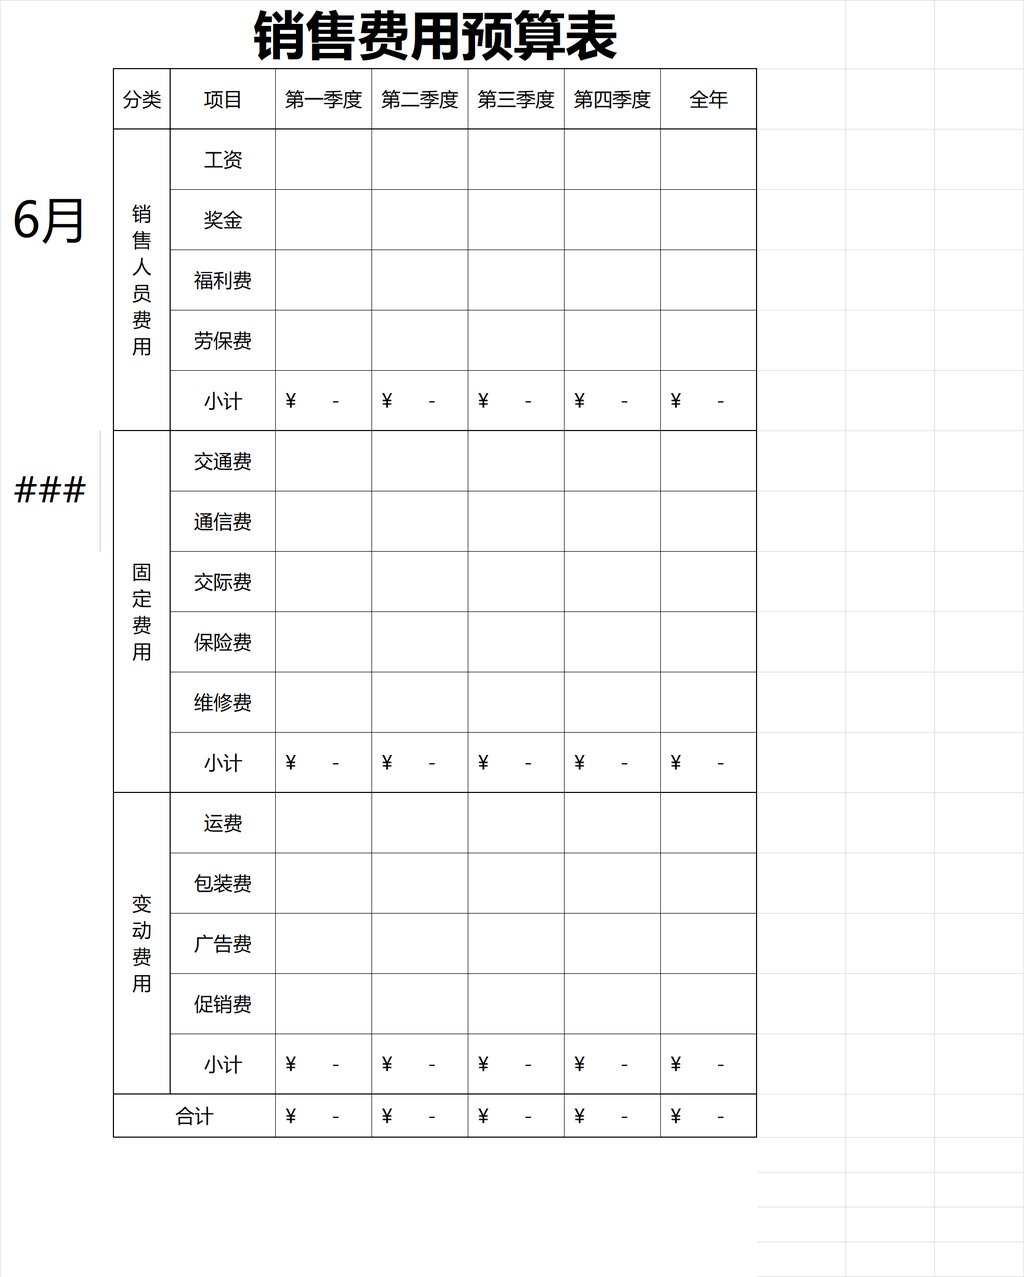 销售费用预算表
分类 项目 第一季度 第二季度 第三季度 第四季度 全年
6月
###
销售人员费用
工资
奖金
福利费
劳保费
小计 ¥ - ¥ - ¥ - ¥ - ¥ -
固定费用
交通费
通信费
交际费
保险费
维修费
小计 ¥ - ¥ - ¥ - ¥ - ¥ -
变动费用
运费
包装费
广告费
促销费
小计 ¥ - ¥ - ¥ - ¥ - ¥ -
合计 ¥ - ¥ - ¥ - ¥ - ¥ -